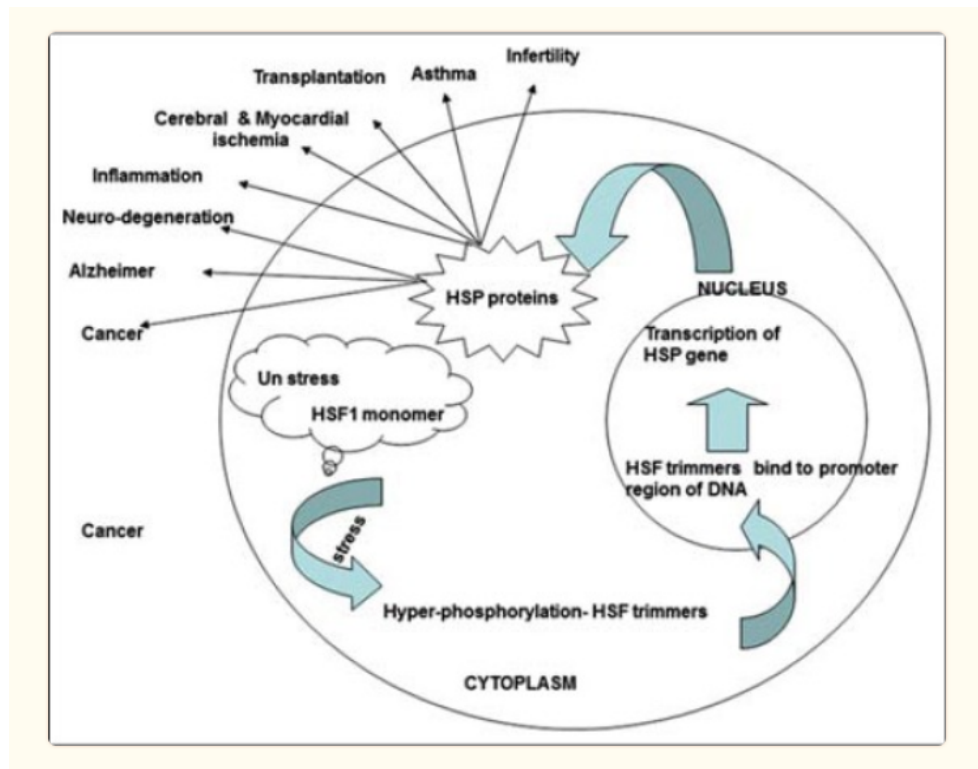 Infertility
Asthma
Transplantation
Cerebral & Myocardial
ischemia
Inflammation
Neuro-degeneration
Alzheimer
Cancer
HSP proteins
NUCLEUS
Transcription of
HSP gene
Un stress
HSF1 monomer
HSF trimmers bind to promoter
region of DNA
stress
Cancer
Hyper-phosphorylation- HSF trimmers
CYTOPLASM